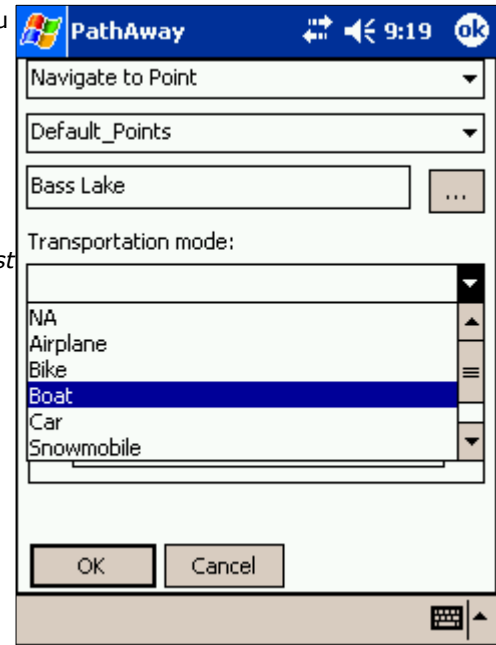 u
PathAway 9:19 ok
Navigate to Point
Default_Points
Bass Lake ...
Transportation mode:
st
NA
Airplane
Bike
Boat
Car
Snowmobile
OK Cancel